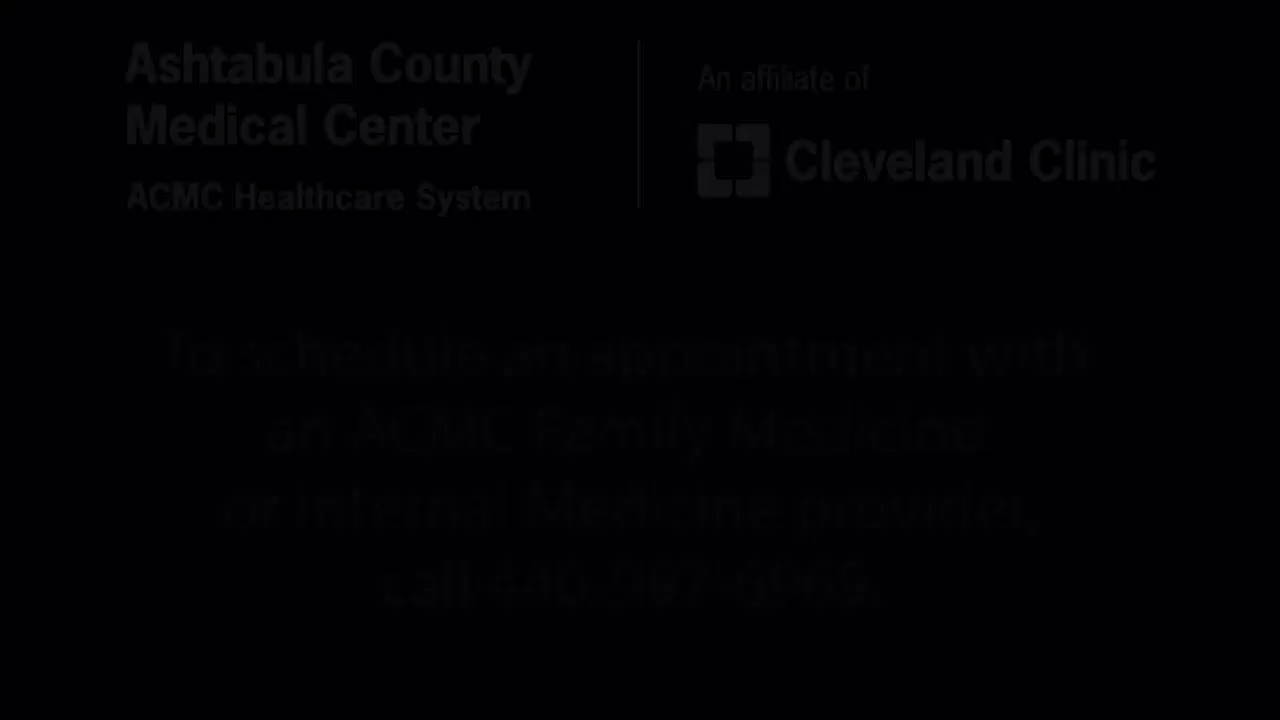 Ashtabula County
Medical Center
ACMC Healthcare System
An affiliate of
Cleveland Clinic
To schedule an appointment with
an ACMC Family Medicine
or Internal Medicine provider,
call